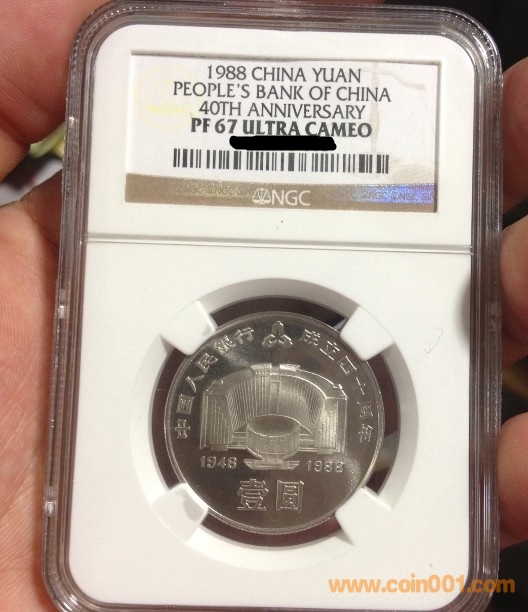 1988 CHINA YUAN
PEOPLE'S BANK OF CHINA
40TH ANNIVERSARY
PF 67 ULTRA CAMEO
NGC
中国人民银行 成立四十周年
1948 1988
壹圆
www.coin001.com